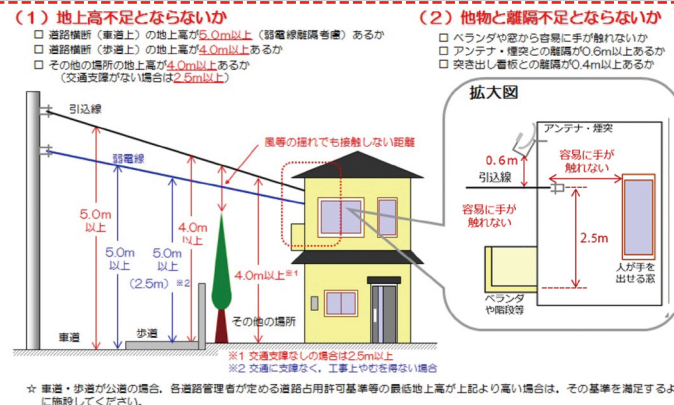 （１）地上高不足とならないか
□ 道路横断（車道上）の地上高が5.0m以上（弱電線離隔考慮）あるか
□ 道路横断（歩道上）の地上高が4.0m以上あるか
□ その他の場所の地上高が4.0m以上あるか
（交通支障がない場合は2.5m以上）
（２）他物と離隔不足とならないか
□ ベランダや窓から容易に手が触れないか
□ アンテナ・煙突との離隔が0.6m以上あるか
□ 突き出し看板との離隔が0.4m以上あるか
引込線
弱電線
風等の揺れでも接触しない距離
5.0m
以上
5.0m
以上
5.0m
以上
（2.5m）※2
4.0m
以上
4.0m以上※1
車道
歩道
その他の場所
※1 交通支障なしの場合は2.5m以上
※2 交通に支障なく，工事上やむを得ない場合
拡大図
アンテナ・煙突
0.6m
容易に手が
触れない
引込線
容易に手が
触れない
2.5m
ベランダ
や階段等
人が手を
出せる窓
☆ 車道・歩道が公道の場合，各道路管理者が定める道路占用許可基準等の最低地上高が上記より高い場合は，その基準を満足するよ
に施設してください。